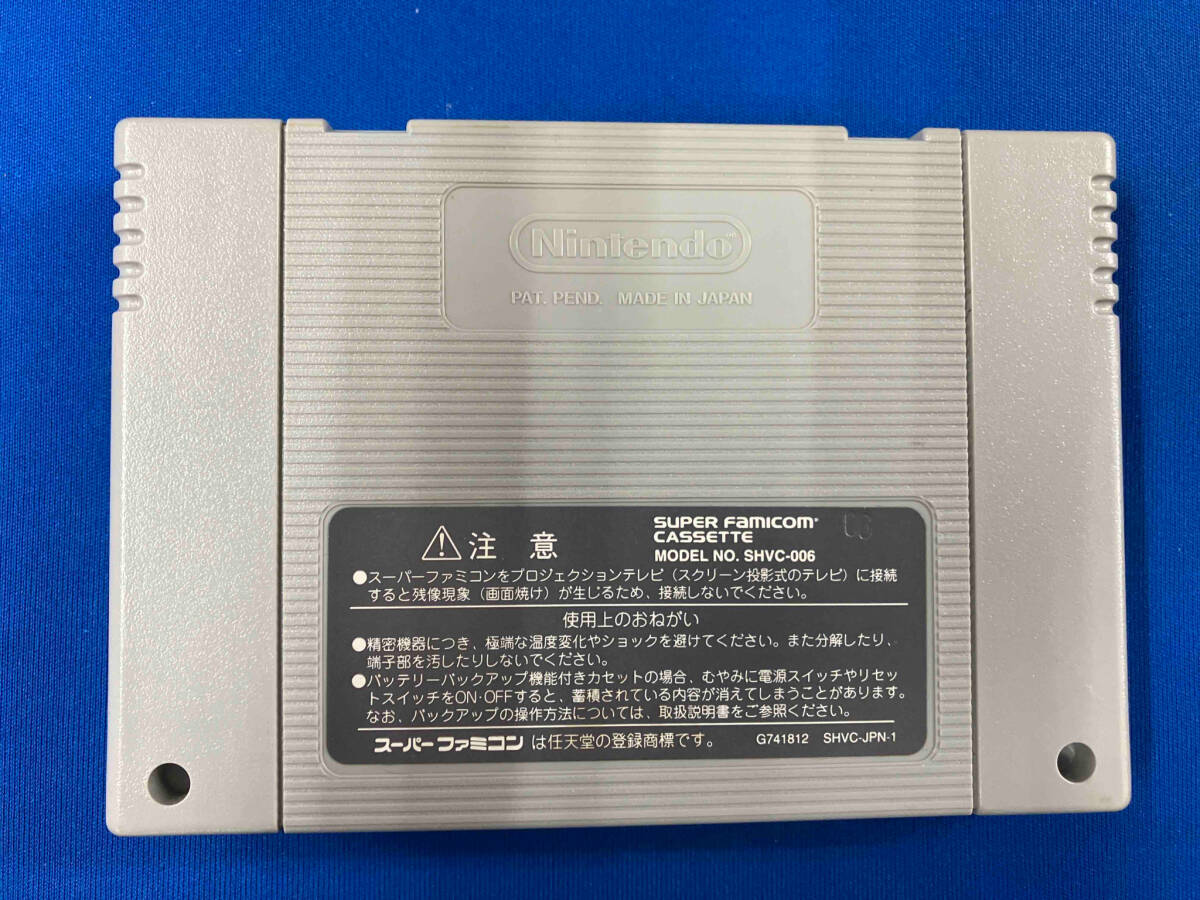 Nintendo
PAT. PEND. MADE IN JAPAN
⚠注 意
SUPER FAMICOM®
CASSETTE
MODEL NO. SHVC-006
●スーパーファミコンをプロジェクションテレビ（スクリーン投影式のテレビ）に接続
すると残像現象（画面焼け）が生じるため、接続しないでください。
使用上のおねがい
●精密機器につき、極端な温度変化やショックを避けてください。また分解したり、
端子部を汚したりしないでください。
●バッテリーバックアップ機能付きカセットの場合、むやみに電源スイッチやリセッ
トスイッチをON・OFFすると、蓄積されている内容が消えてしまうことがあります。
なお、バックアップの操作方法については、取扱説明書をご参照ください。
スーパーファミコン は任天堂の登録商標です。
G741812 SHVC-JPN-1